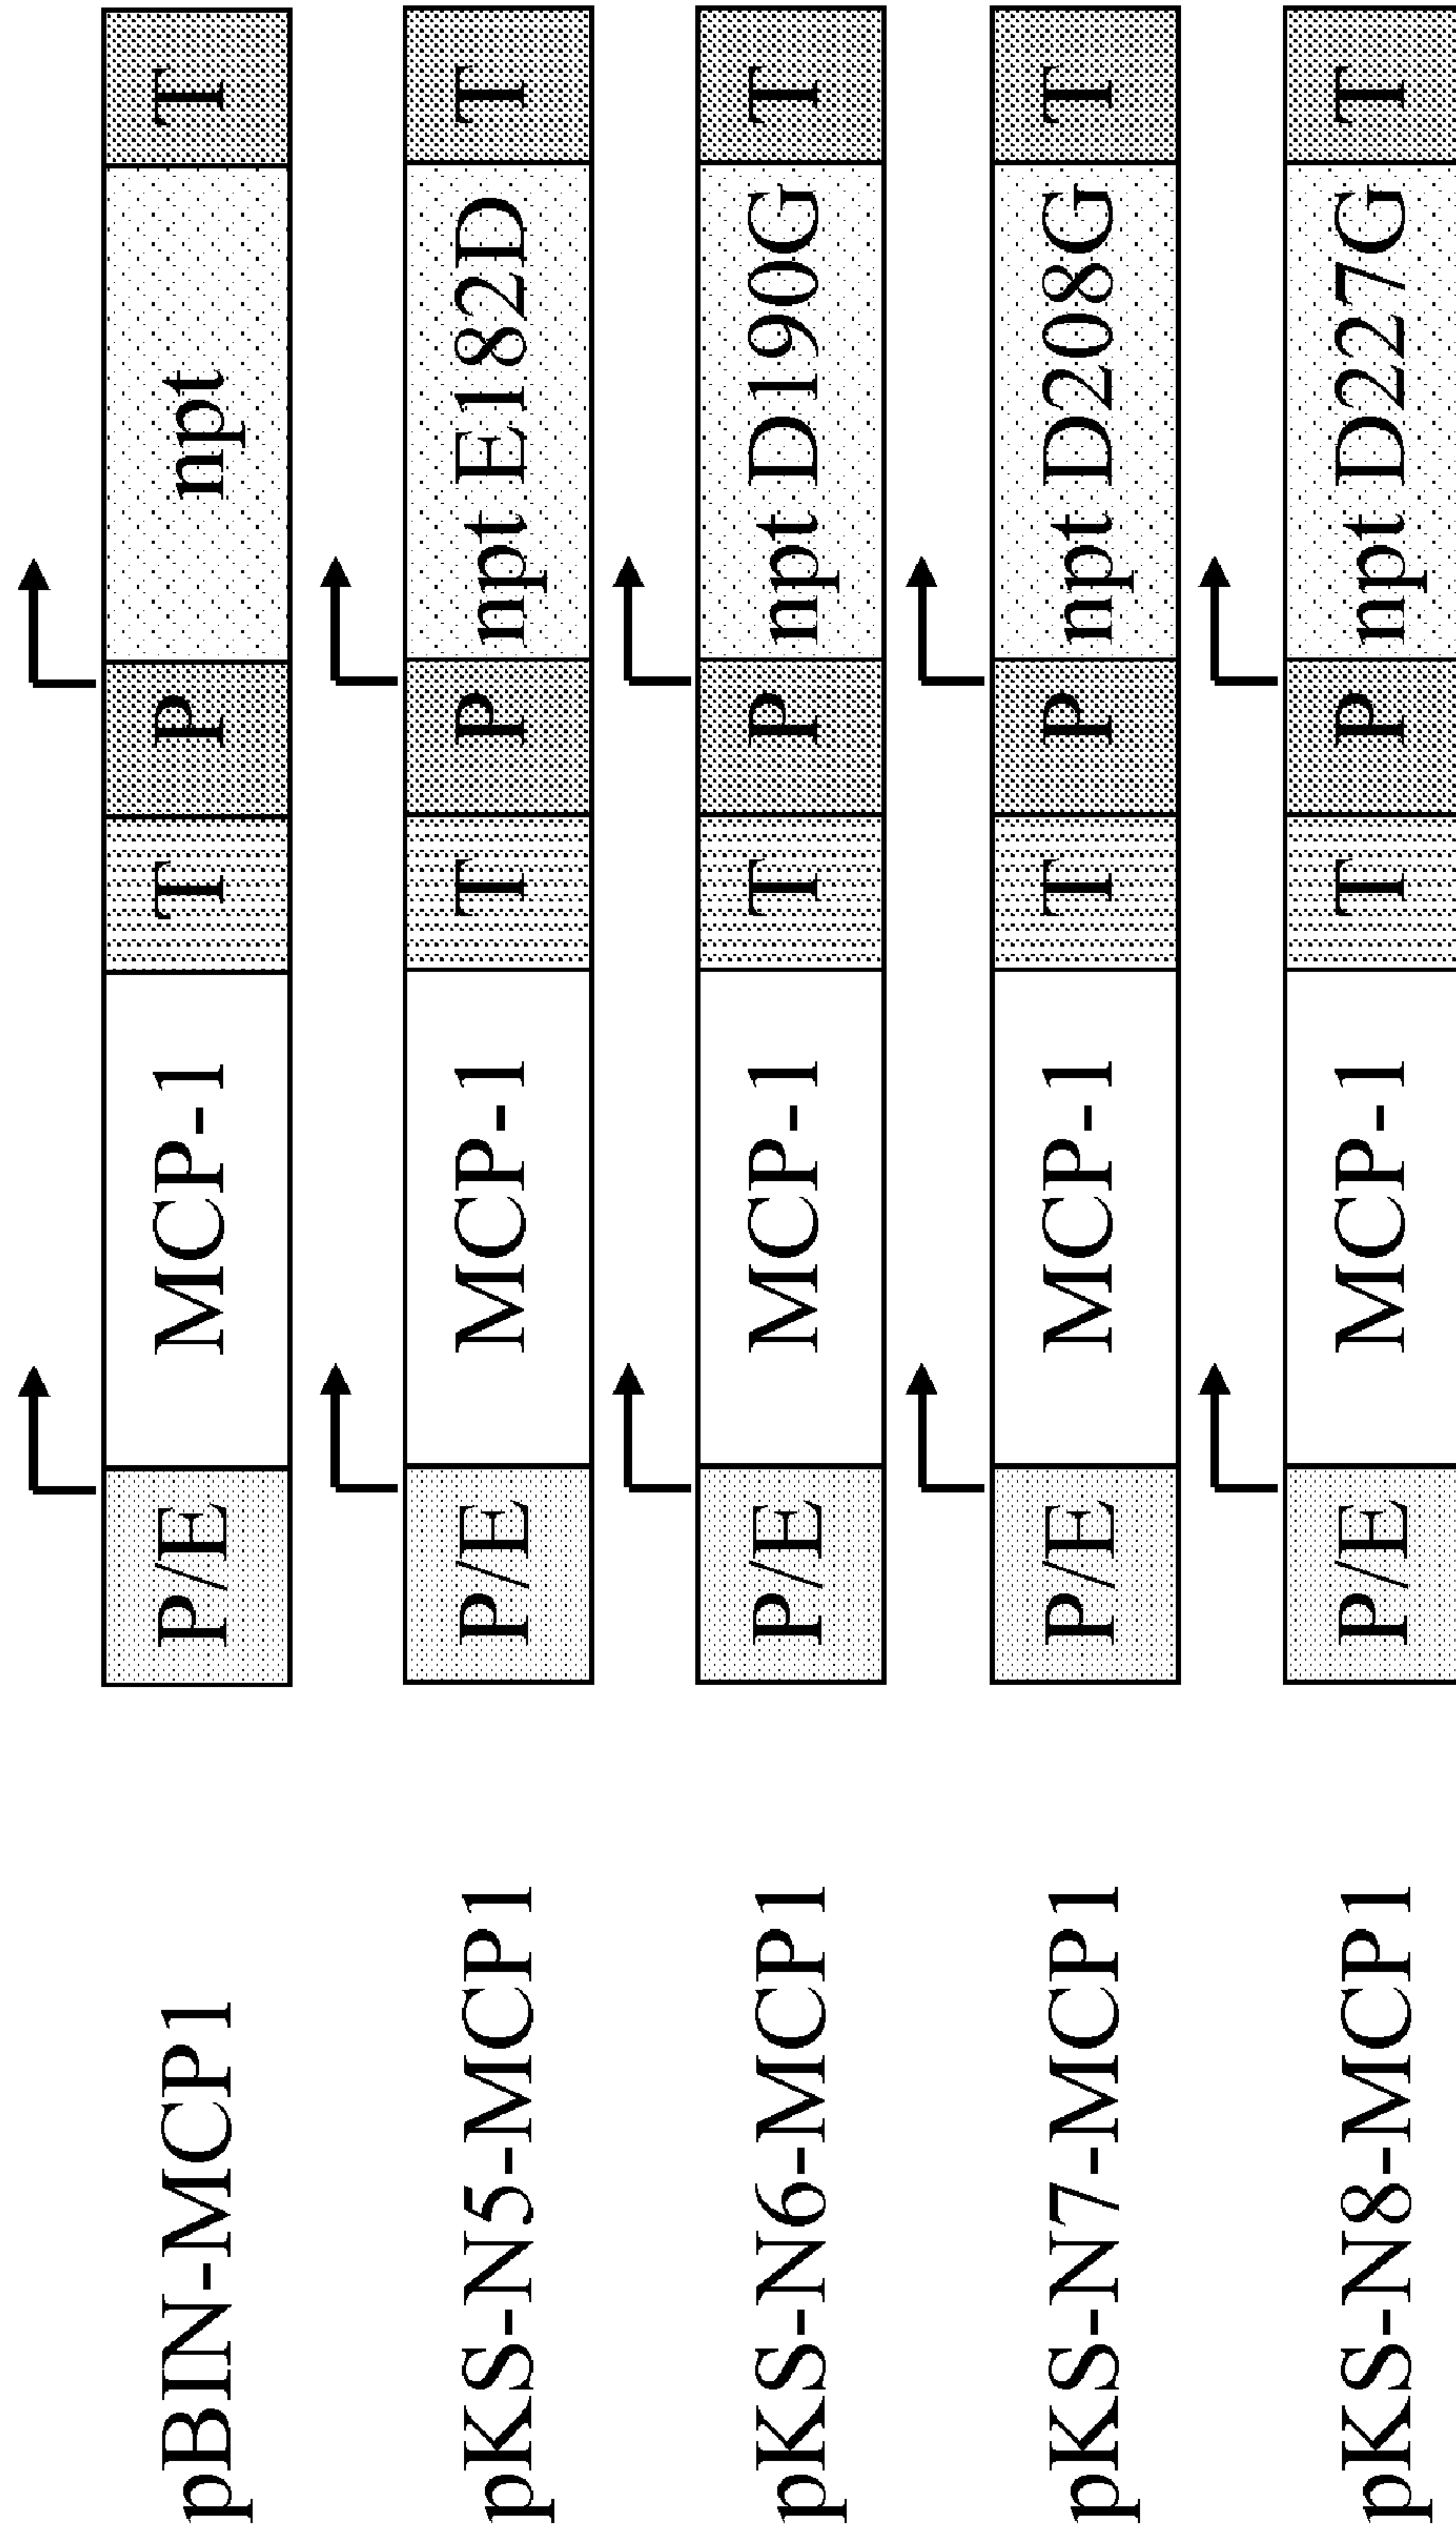 pBIN-MCP1 P/E MCP-1 T P npt T
pKS-N5-MCP1 P/E MCP-1 T P npt E182D T
pKS-N6-MCP1 P/E MCP-1 T P npt D190G T
pKS-N7-MCP1 P/E MCP-1 T P npt D208G T
pKS-N8-MCP1 P/E MCP-1 T P npt D227G T